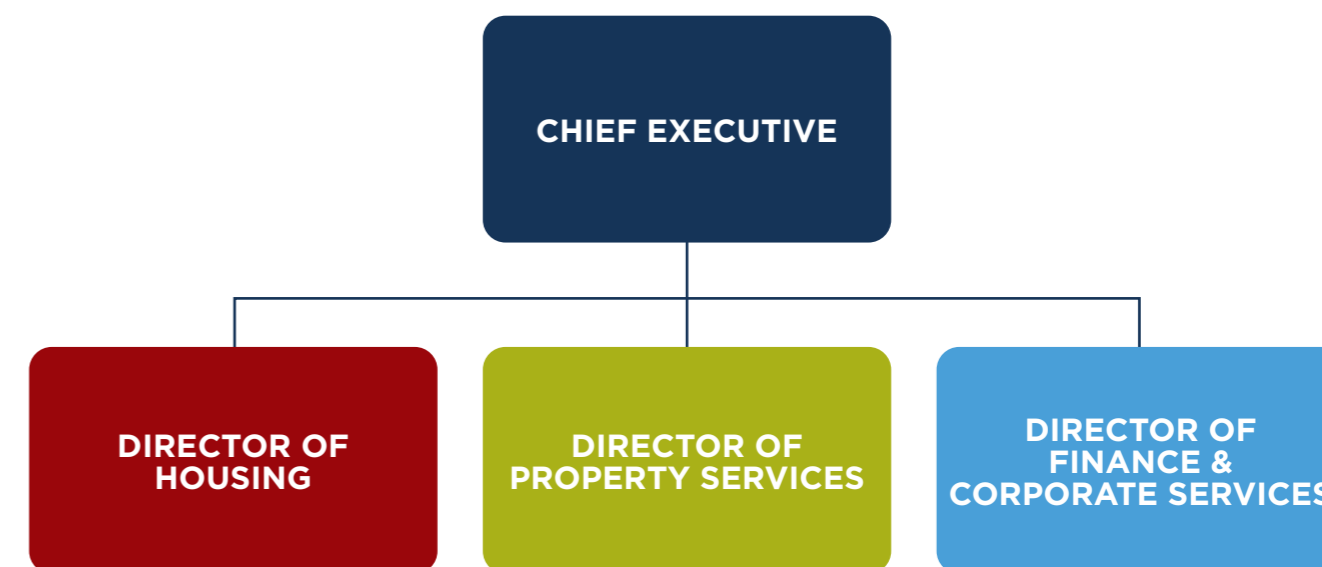 CHIEF EXECUTIVE
DIRECTOR OF
HOUSING
DIRECTOR OF
PROPERTY SERVICES
DIRECTOR OF
FINANCE &
CORPORATE SERVICES